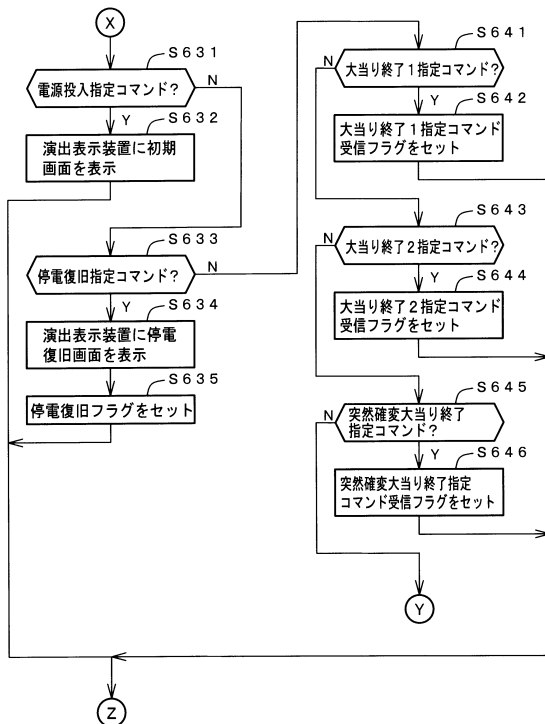 X
S631
電源投入指定コマンド?
N
Y
S632
演出表示装置に初期
画面を表示
S633
停電復旧指定コマンド?
N
Y
S634
演出表示装置に停電
復旧画面を表示
S635
停電復旧フラグをセット
Z
S641
N
大当り終了1指定コマンド?
Y
S642
大当り終了1指定コマンド
受信フラグをセット
S643
N
大当り終了2指定コマンド?
Y
S644
大当り終了2指定コマンド
受信フラグをセット
S645
N
突然確変大当り終了
指定コマンド?
Y
S646
突然確変大当り終了指定
コマンド受信フラグをセット
Y